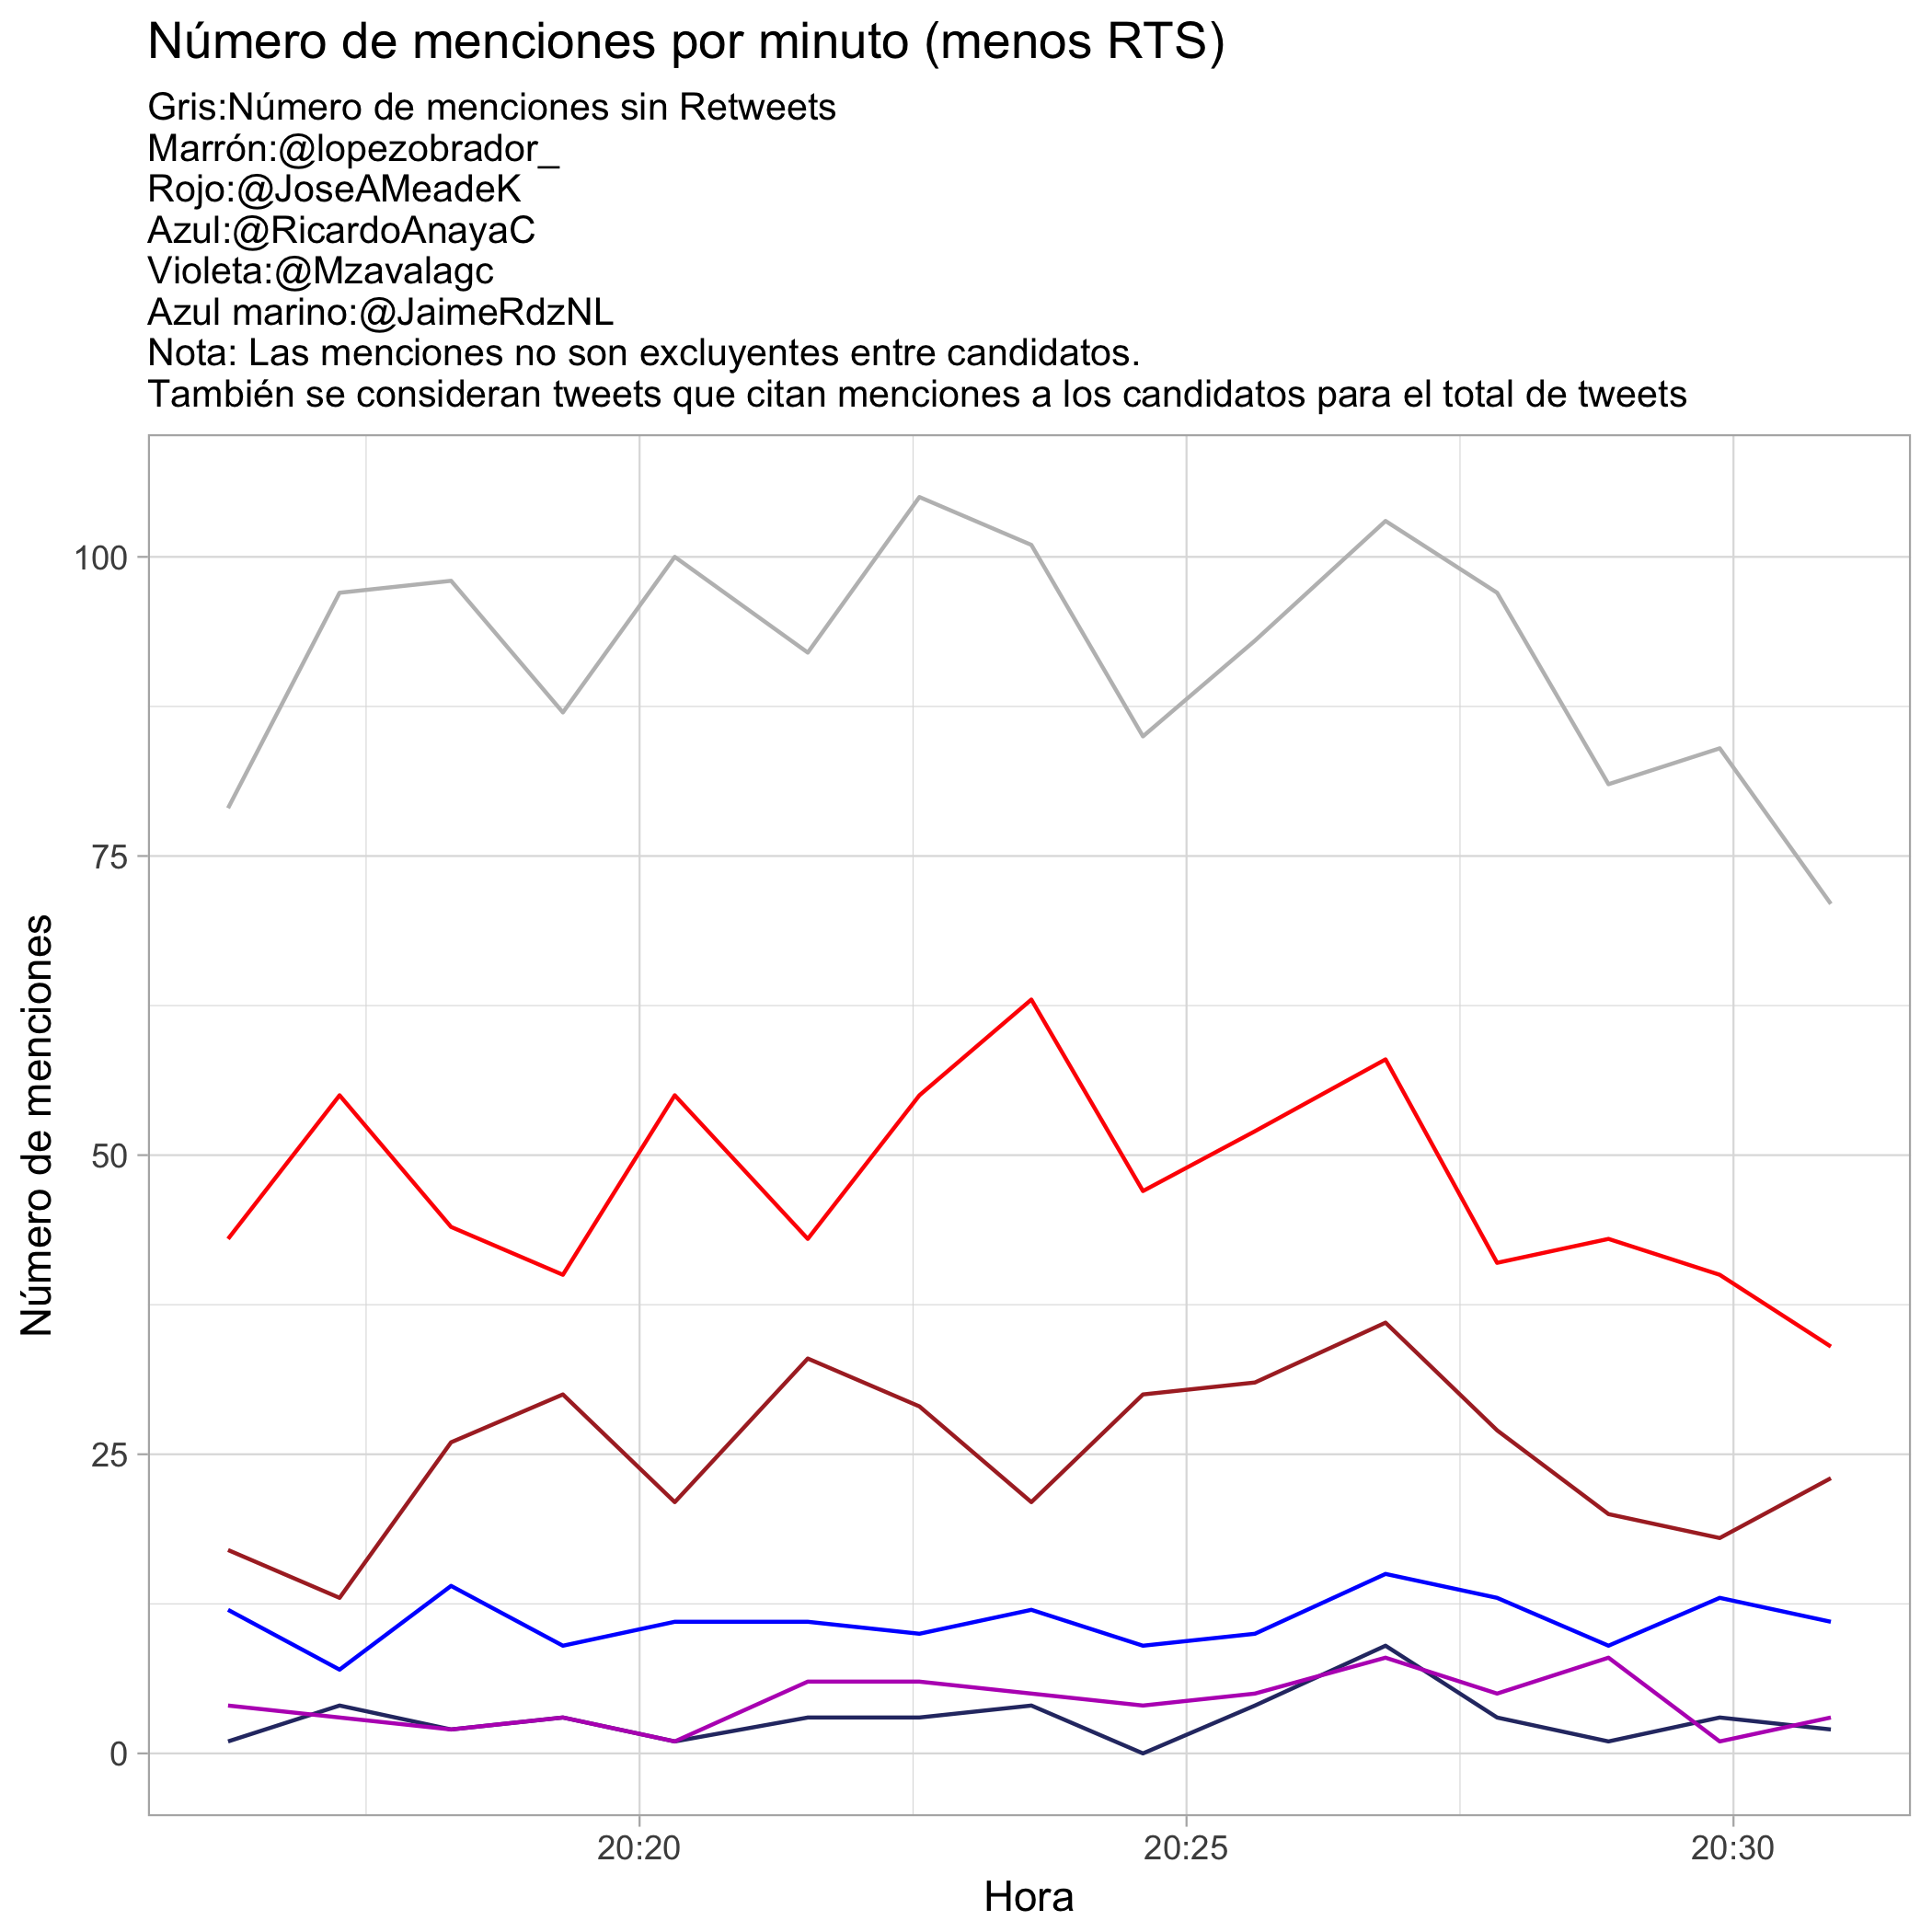 Número de menciones por minuto (menos RTS)
Gris:Número de menciones sin Retweets
Marrón:@lopezobrador_
Rojo:@JoseAMeadeK
Azul:@RicardoAnayaC
Violeta:@Mzavalagc
Azul marino:@JaimeRdzNL
Nota: Las menciones no son excluyentes entre candidatos.
También se consideran tweets que citan menciones a los candidatos para el total de tweets
Número de menciones
100
75
50
25
0
20:20
20:25
20:30
Hora